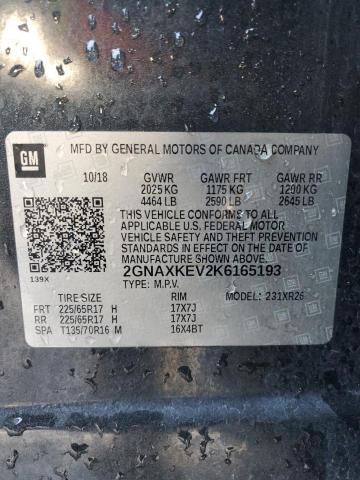 GM
MFD BY GENERAL MOTORS OF CANADA COMPANY
10/18 GVWR GAWR FRT GAWR RR
2025 KG 1175 KG 1290 KG
4464 LB 2590 LB 2645 LB
THIS VEHICLE CONFORMS TO ALL
APPLICABLE U.S. FEDERAL MOTOR
VEHICLE SAFETY AND THEFT PREVENTION
STANDARDS IN EFFECT ON THE DATE OF
MANUFACTURE SHOWN ABOVE.
2GNAXKEV2K6165193
139X TYPE: M.P.V.
TIRE SIZE RIM MODEL: 231XR26
FRT 225/65R17 H 17X7J
RR 225/65R17 H 17X7J
SPA T135/70R16 M 16X4BT